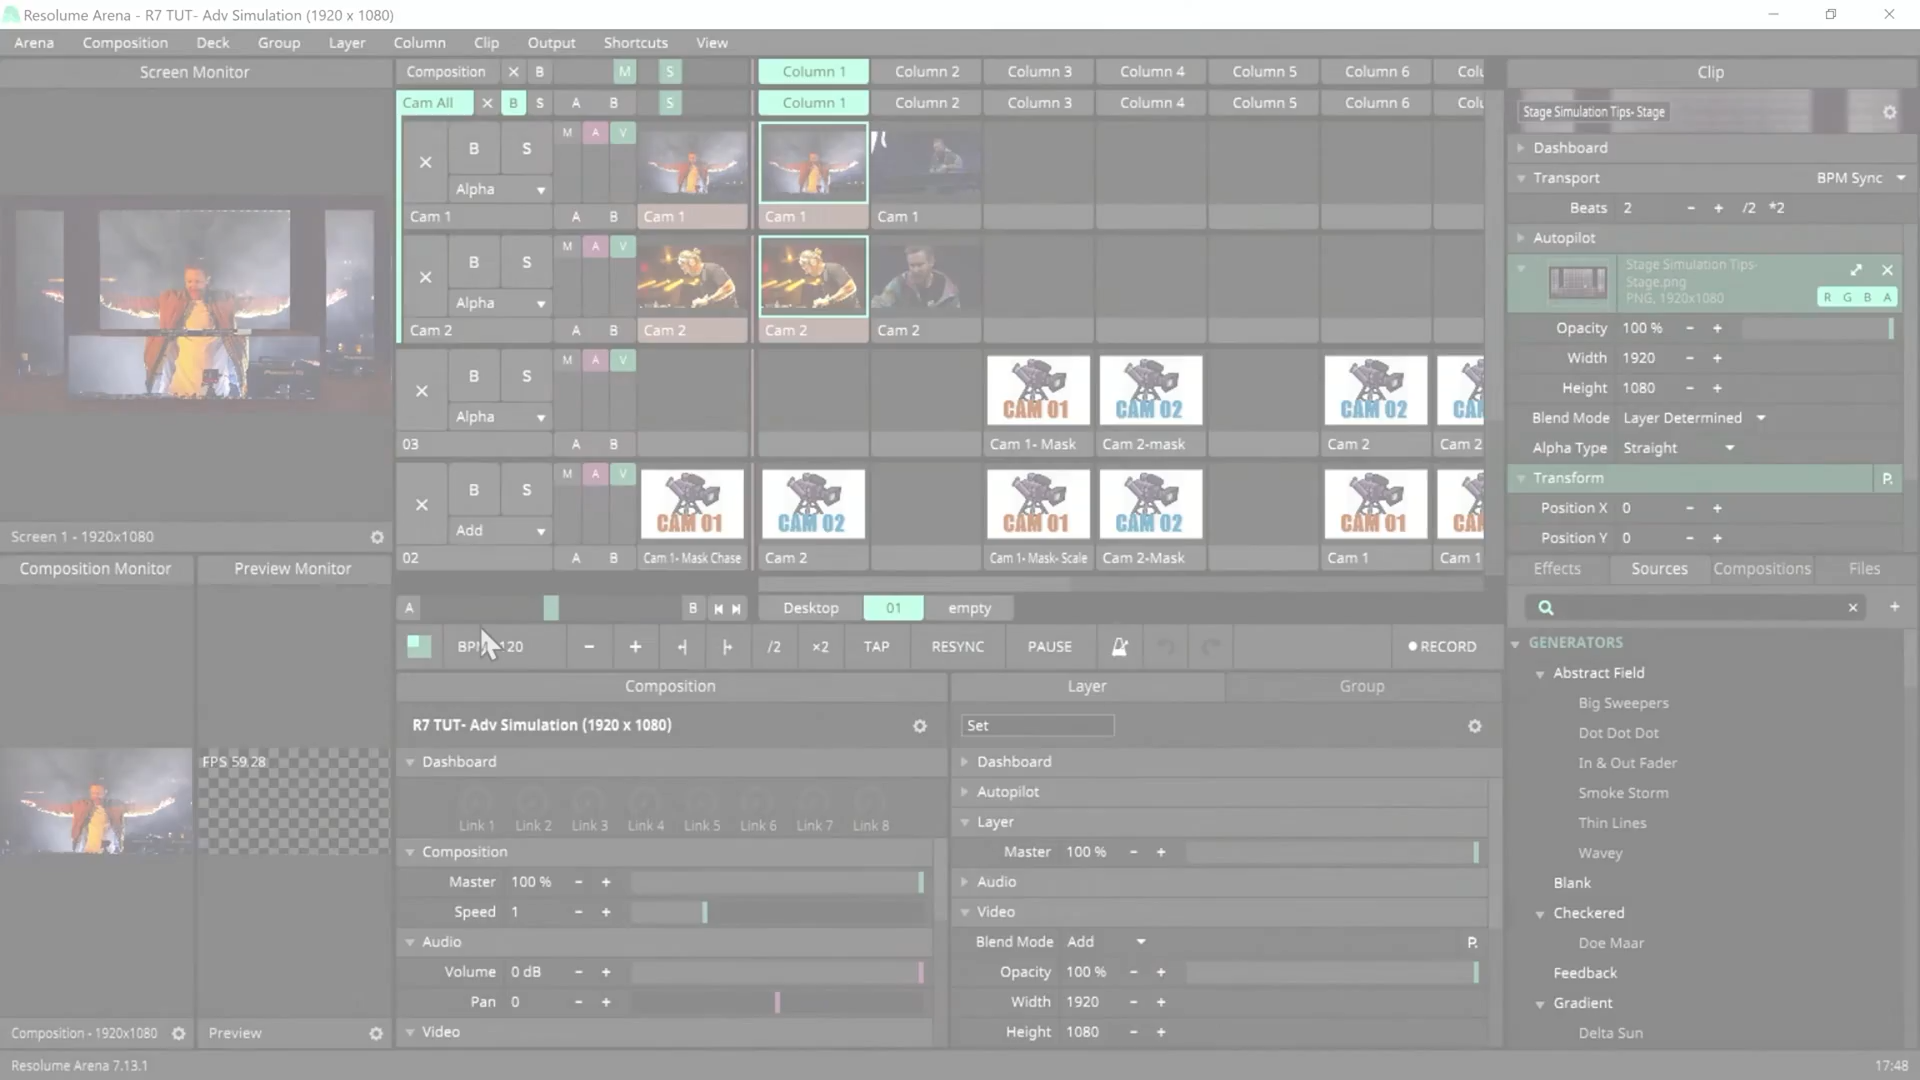 Resolume Arena - R7 TUT- Adv Simulation (1920 x 1080)
Arena Composition Deck Group Layer Column Clip Output Shortcuts View
Screen Monitor
Composition B M S Column 1 Column 2 Column 3 Column 4 Column 5 Column 6 Colu
Clip
Cam All B S A B S Column 1 Column 2 Column 3 Column 4 Column 5 Column 6 Colu
Stage Simulation Tips- Stage
B S M A V
Alpha
Cam 1 A B Cam 1 Cam 1 Cam 1
B S M A V
Alpha
Cam 2 A B Cam 2 Cam 2 Cam 2
B S M A V
Alpha
CAM 01 CAM 02 CAM 02 CA
03 A B Cam 1- Mask Cam 2-mask Cam 2 Cam 2
B S M A V
Add
CAM 01 CAM 02 CAM 01 CAM 02 CAM 01 CA
02 A B Cam 1- Mask Chase Cam 2 Cam 1- Mask- Scale Cam 2-Mask Cam 1 Cam 1
Dashboard
Transport BPM Sync
Beats 2 - + /2 *2
Autopilot
Stage Simulation Tips-
Stage.png
PNG, 1920x1080
R G B A
Opacity 100 % - +
Width 1920 - +
Height 1080 - +
Blend Mode Layer Determined
Alpha Type Straight
Transform P.
Position X 0 - +
Position Y 0 - +
Screen 1 - 1920x1080
Composition Monitor Preview Monitor
FPS 59.28
Composition - 1920x1080 Preview
A B Desktop 01 empty
BPM 120 - + /2 ×2 TAP RESYNC PAUSE RECORD
Composition
R7 TUT- Adv Simulation (1920 x 1080)
Dashboard
Link 1 Link 2 Link 3 Link 4 Link 5 Link 6 Link 7 Link 8
Composition
Master 100 % - +
Speed 1 - +
Audio
Volume 0 dB - +
Pan 0 - +
Video
Layer Group
Set
Dashboard
Autopilot
Layer
Master 100 % - +
Audio
Video
Blend Mode Add P.
Opacity 100 % - +
Width 1920 - +
Height 1080 - +
Effects Sources Compositions Files
GENERATORS
Abstract Field
Big Sweepers
Dot Dot Dot
In & Out Fader
Smoke Storm
Thin Lines
Wavey
Blank
Checkered
Doe Maar
Feedback
Gradient
Delta Sun
Resolume Arena 7.13.1 17:48